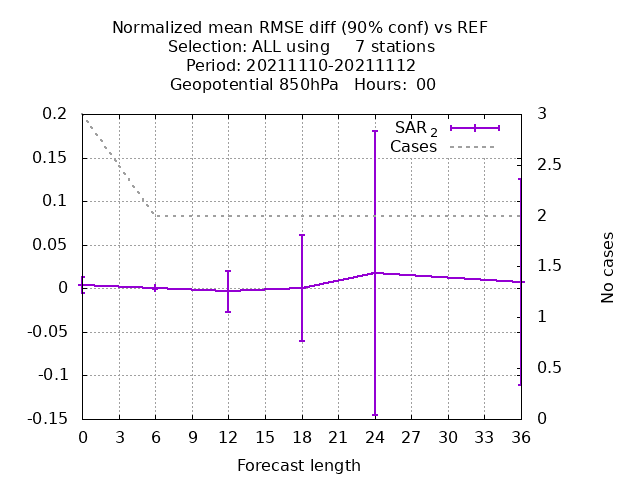 Normalized mean RMSE diff (90% conf) vs REF
Selection: ALL using     7 stations
Period: 20211110-20211112
Geopotential 850hPa   Hours:  00
SAR 2
Cases
0.2
0.15
0.1
0.05
0
-0.05
-0.1
-0.15
3
2.5
2
1.5
1
0.5
0
No cases
0 3 6 9 12 15 18 21 24 27 30 33 36
Forecast length